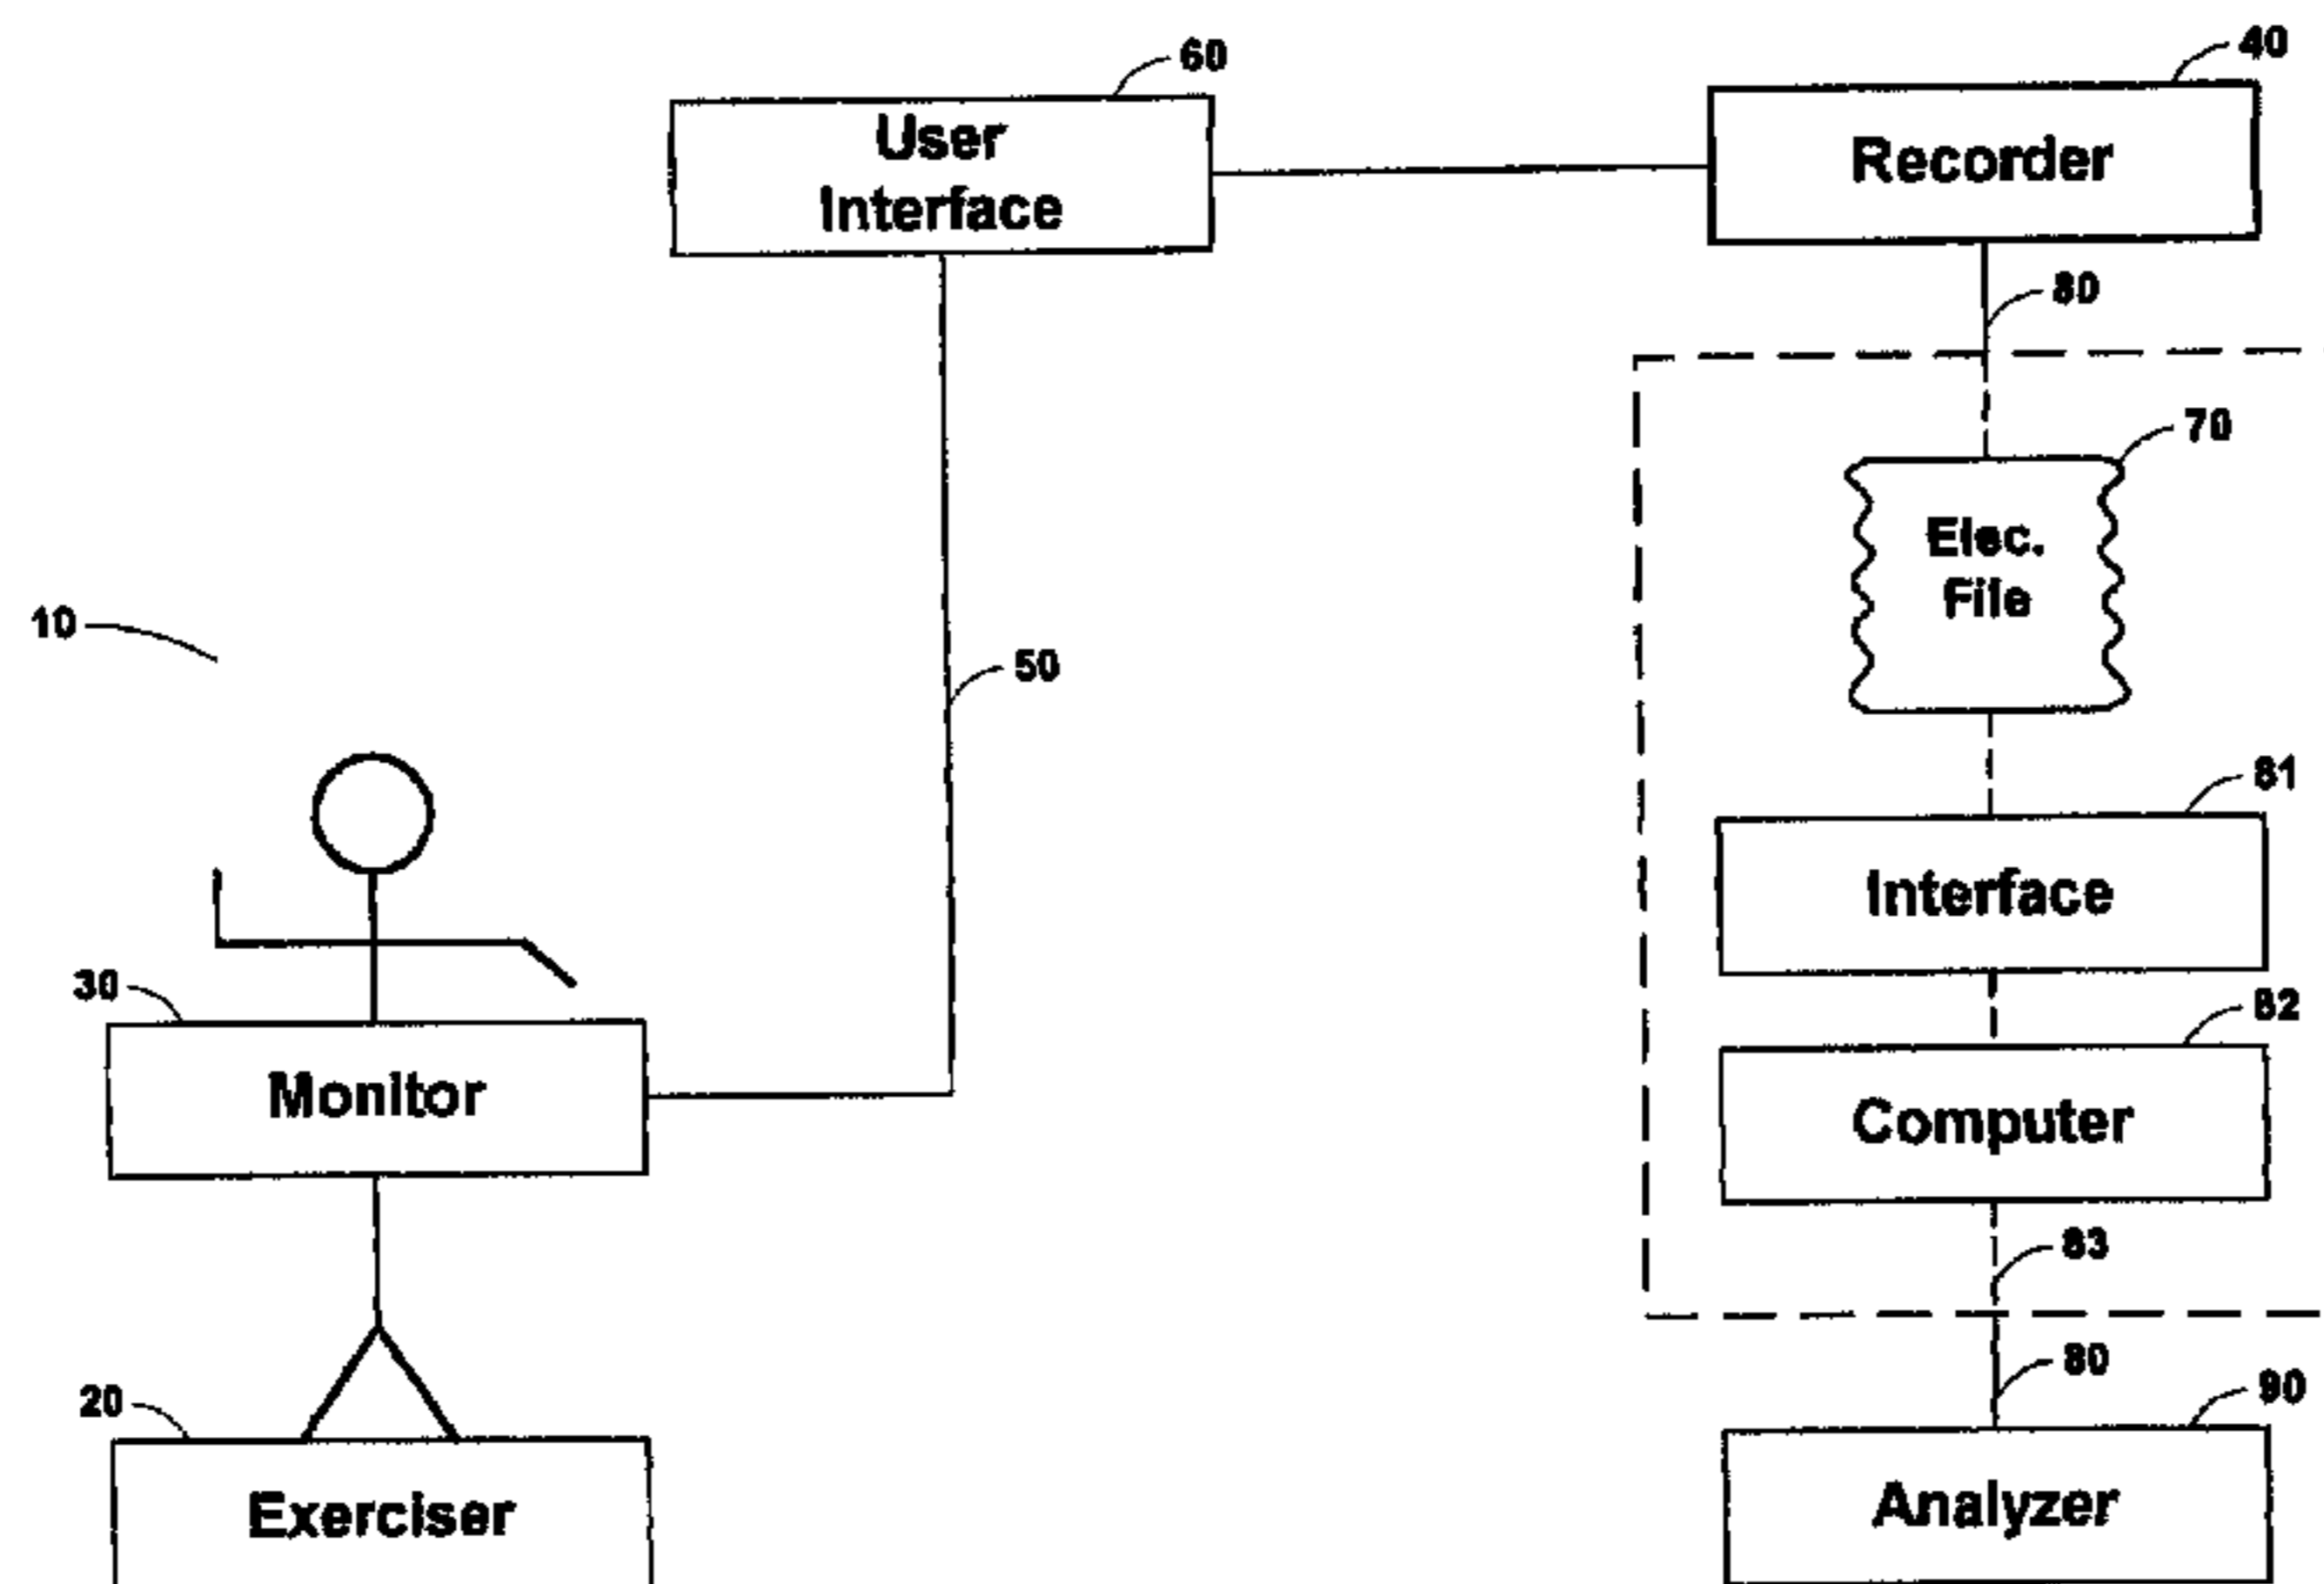 60
40
User
Interface
Recorder
80
70
Elec.
File
10
50
81
Interface
30
82
Monitor
Computer
83
80
20
90
Exerciser
Analyzer